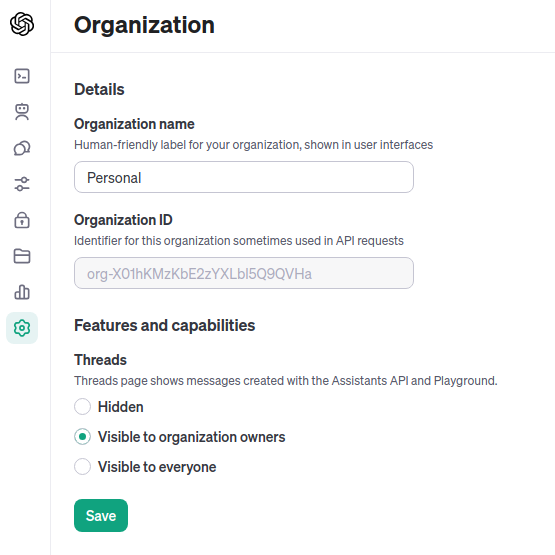 Organization
Details
Organization name
Human-friendly label for your organization, shown in user interfaces
Personal
Organization ID
Identifier for this organization sometimes used in API requests
org-X01hKMzKbE2zYXLbI5Q9QVHa
Features and capabilities
Threads
Threads page shows messages created with the Assistants API and Playground.
Hidden
Visible to organization owners
Visible to everyone
Save